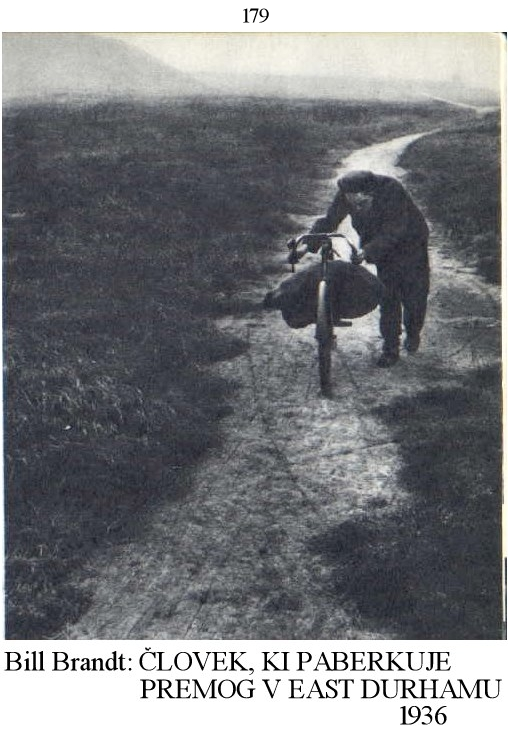 179
Bill Brandt: ČLOVEK, KI PABERKUJE
PREMOG V EAST DURHAMU
1936